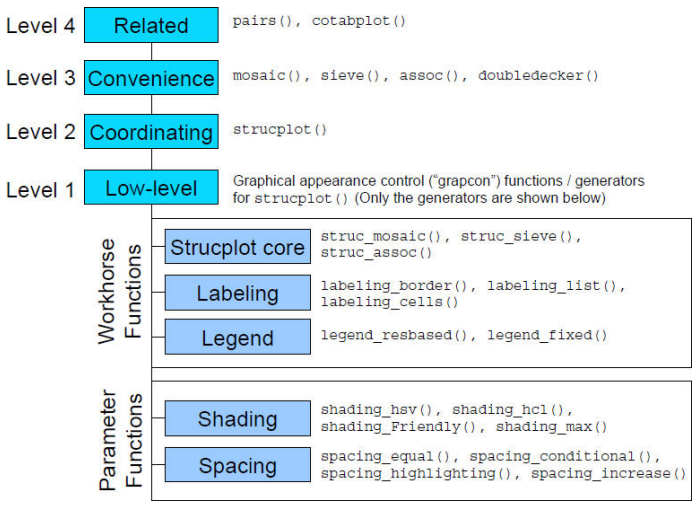 Level 4 Related pairs(), cotabplot()
Level 3 Convenience mosaic(), sieve(), assoc(), doubledecker()
Level 2 Coordinating strucplot()
Level 1 Low-level Graphical appearance control ("grapcon") functions / generators
for strucplot() (Only the generators are shown below)
Workhorse
Functions
Strucplot core struc_mosaic(), struc_sieve(),
struc_assoc()
Labeling labeling_border(), labeling_list(),
labeling_cells()
Legend legend_resbased(), legend_fixed()
Parameter
Functions
Shading shading_hsv(), shading_hcl(),
shading_Friendly(), shading_max()
Spacing spacing_equal(), spacing_conditional(),
spacing_highlighting(), spacing_increase()